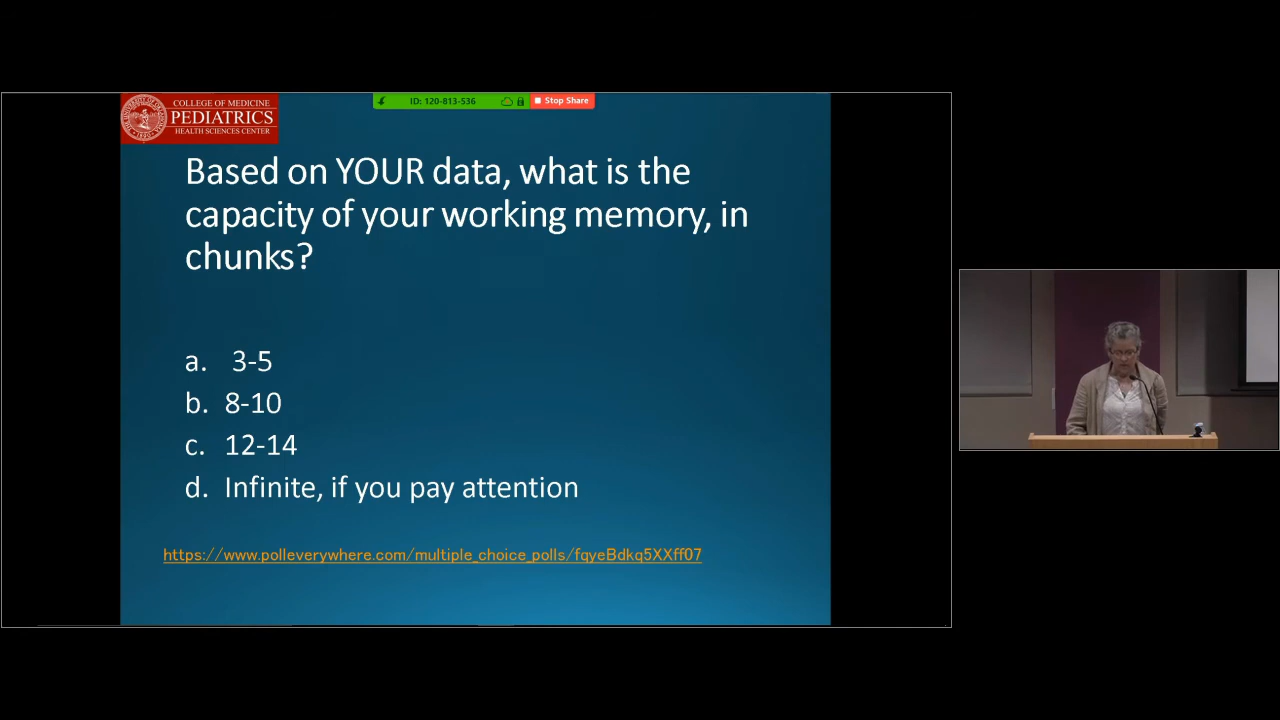 COLLEGE OF MEDICINE
PEDIATRICS
HEALTH SCIENCES CENTER
ID: 120-813-536
Stop Share
Based on YOUR data, what is the
capacity of your working memory, in
chunks?
a. 3-5
b. 8-10
c. 12-14
d. Infinite, if you pay attention
https://www.polleverywhere.com/multiple_choice_polls/fqyeBdkq5XXff07